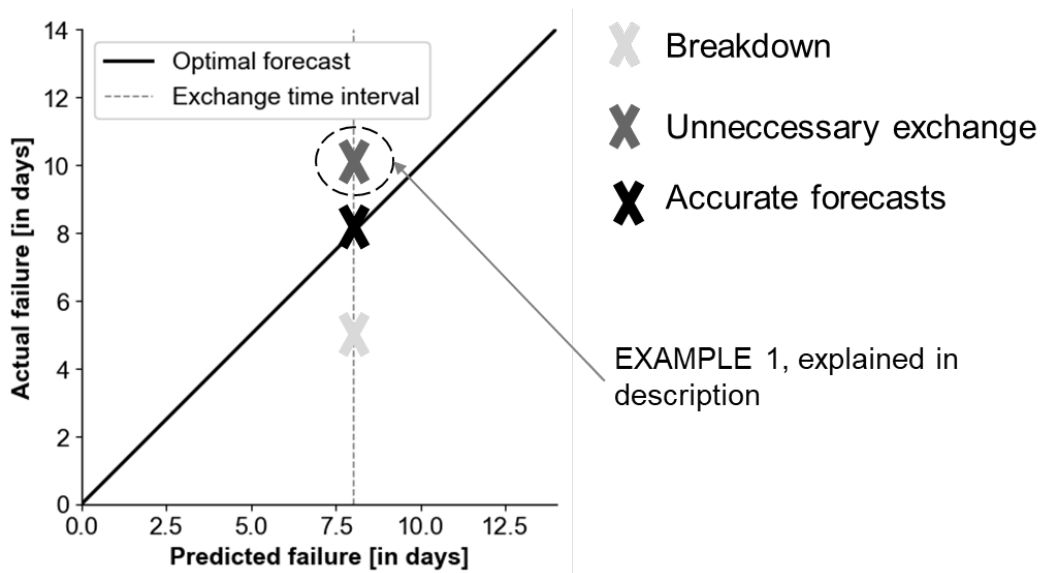 14
12
10
8
6
4
2
0
Actual failure [in days]
Optimal forecast
Exchange time interval
0.0 2.5 5.0 7.5 10.0 12.5
Predicted failure [in days]
Breakdown
Unneccessary exchange
Accurate forecasts
EXAMPLE 1, explained in
description